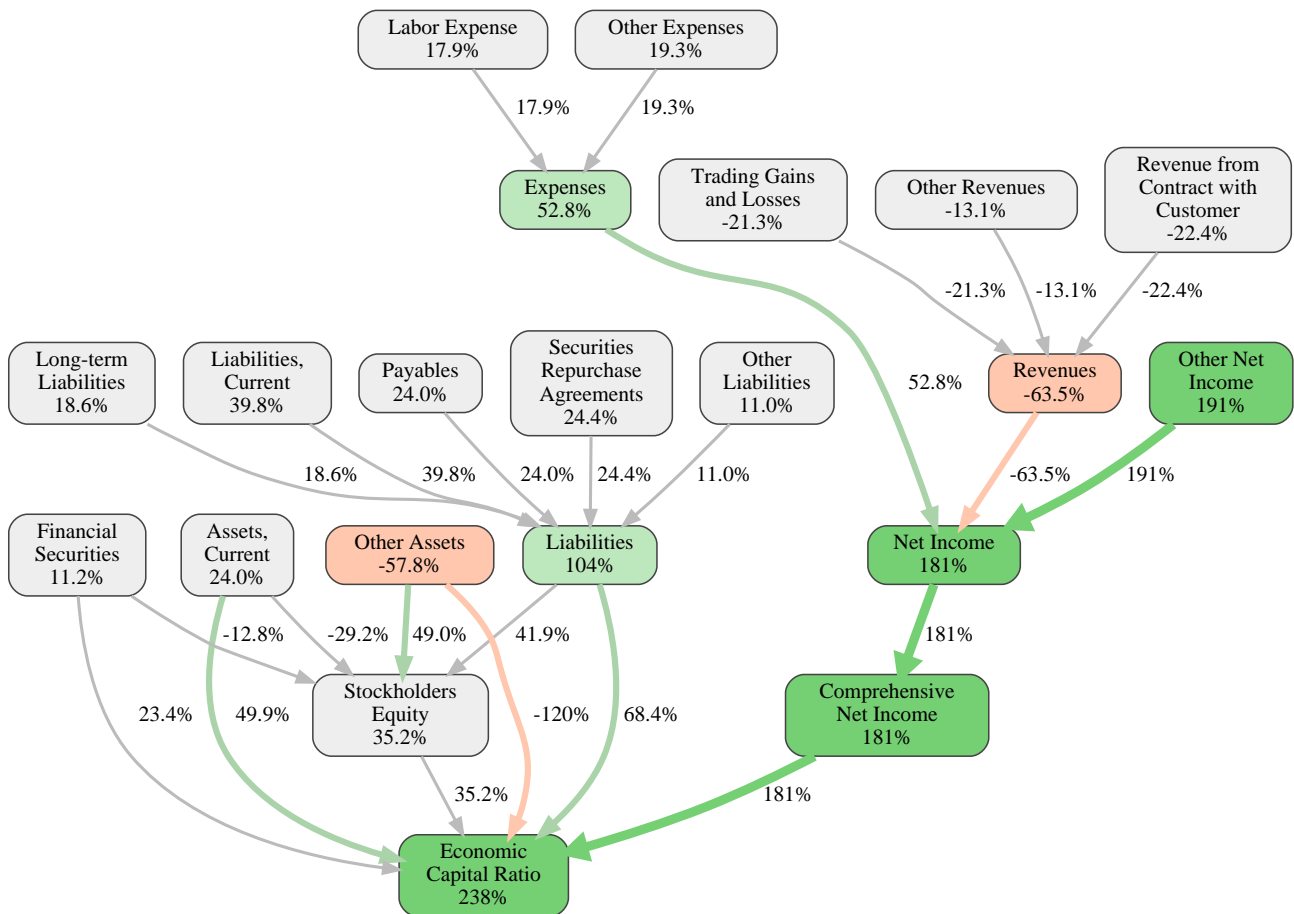 Labor Expense
17.9%
Other Expenses
19.3%
17.9%
19.3%
Expenses
52.8%
Trading Gains
and Losses
-21.3%
Other Revenues
-13.1%
Revenue from
Contract with
Customer
-22.4%
-21.3%
-13.1%
-22.4%
Long-term
Liabilities
18.6%
Liabilities,
Current
39.8%
Payables
24.0%
Securities
Repurchase
Agreements
24.4%
Other
Liabilities
11.0%
52.8%
Revenues
-63.5%
Other Net
Income
191%
18.6%
39.8%
24.0%
24.4%
11.0%
-63.5%
191%
Financial
Securities
11.2%
Assets,
Current
24.0%
Other Assets
-57.8%
Liabilities
104%
Net Income
181%
-12.8%
-29.2%
49.0%
41.9%
181%
Stockholders
Equity
35.2%
Comprehensive
Net Income
181%
23.4%
49.9%
-120%
68.4%
35.2%
181%
Economic
Capital Ratio
238%